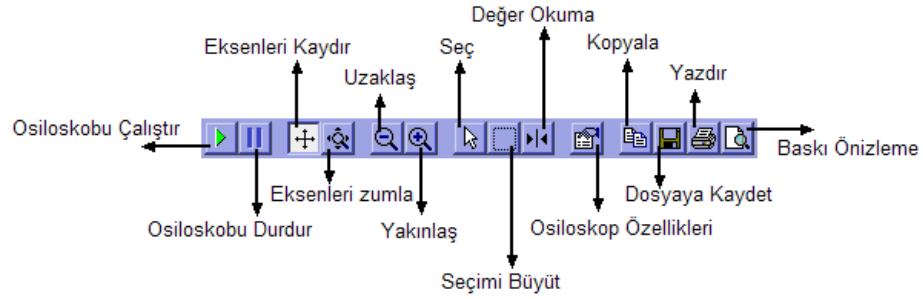 Değer Okuma
Eksenleri Kaydır
Seç
Kopyala
Uzaklaş
Yazdır
Osiloskobu Çalıştır
Baskı Önizleme
Eksenleri zumla
Dosyaya Kaydet
Osiloskobu Durdur
Yakınlaş
Osiloskop Özellikleri
Seçimi Büyüt